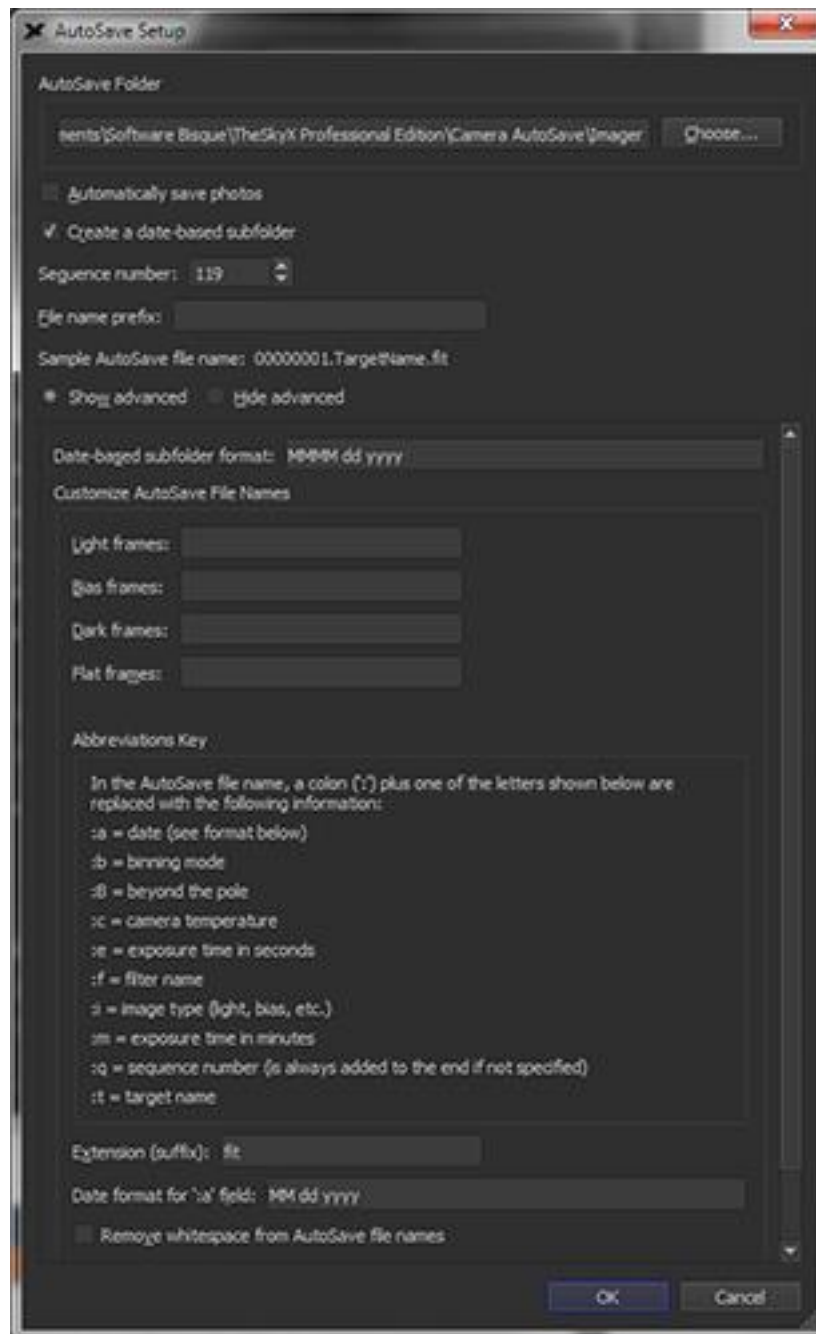 AutoSave Setup
AutoSave Folder
nents\Software Bisque\TheSkyX Professional Edition\Camera AutoSave\Imager
Choose...
Automatically save photos
Create a date-based subfolder
Sequence number: 119
File name prefix:
Sample AutoSave file name: 00000001.TargetName.fit
Show advanced Hide advanced
Date-based subfolder format: MMMM dd yyyy
Customize AutoSave File Names
Light frames:
Bias frames:
Dark frames:
Flat frames:
Abbreviations Key
In the AutoSave file name, a colon (':') plus one of the letters shown below are
replaced with the following information:
:a = date (see format below)
:b = binning mode
:B = beyond the pole
:c = camera temperature
:e = exposure time in seconds
:f = filter name
:i = image type (light, bias, etc.)
:m = exposure time in minutes
:q = sequence number (is always added to the end if not specified)
:t = target name
Extension (suffix): fit
Date format for ':a' field: MM dd yyyy
Remove whitespace from AutoSave file names
OK Cancel